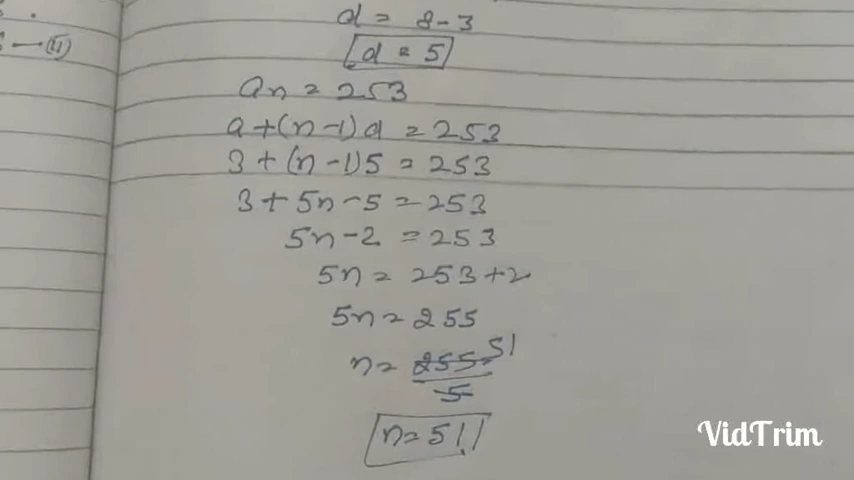 (ii)
d = 8-3
d = 5
an = 253
a+(n-1)d = 253
3+(n-1)5 = 253
3+5n-5 = 253
5n-2 = 253
5n = 253+2
5n = 255
n = 255/5 51
n = 51
VidTrim